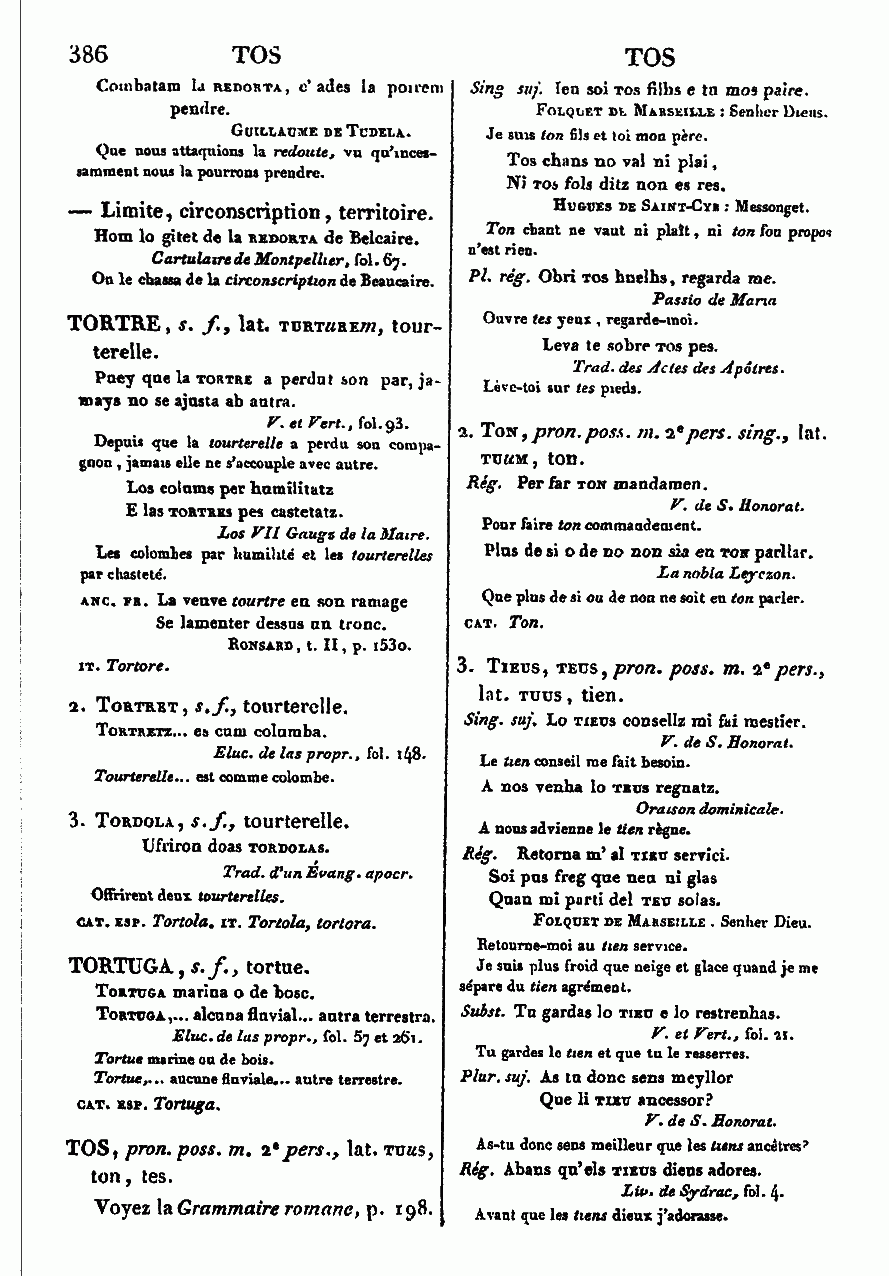 386 TOS TOS
Combatam la REDORTA, c' ades la poirem
pendre.
GUILLAUME DE TUDELA.
Que nous attaquions la redoute, vu qu'inces-
samment nous la pourrons prendre.
— Limite, circonscription, territoire.
Hom lo gitet de la REDORTA de Belcaire.
Cartulaire de Montpellier, fol. 67.
On le chassa de la circonscription de Beaucaire.
TORTRE, s. f., lat. TURTUREm, tour-
terelle.
Puey que la TORTRE a perdut son par, ja-
mays no se ajusta ab autra.
V. et Vert., fol. 93.
Depuis que la tourterelle a perdu son compa-
gnon, jamais elle ne s'accouple avec autre.
Los colums per humilitatz
E las TORTRES pes castetatz.
Los VII Gaugz de la Maire.
Les colombes par humilité et les tourterelles
par chasteté.
ANC. FR. La veuve tourtre en son ramage
Se lamenter dessus un tronc.
RONSARD, t. II, p. 1530.
IT. Tortore.
2. TORTRET, s. f., tourterelle.
TORTRETZ... es cum columba.
Eluc. de las propr., fol. 148.
Tourterelle... est comme colombe.
3. TORDOLA, s. f., tourterelle.
Ufriron doas TORDOLAS.
Trad. d'un Évang. apocr.
Offrirent deux tourterelles.
CAT. ESP. Tortola. IT. Tortola, tortora.
TORTUGA, s. f., tortue.
TORTUGA marina o de bosc.
TORTUGA,... alcuna fluvial... autra terrestra.
Eluc. de las propr., fol. 57 et 261.
Tortue marine ou de bois.
Tortue,... aucune fluviale... autre terrestre.
CAT. ESP. Tortuga.
TOS, pron. poss. m. 2e pers., lat. TUUS,
ton, tes.
Voyez la Grammaire romane, p. 198.
Sing suj. Ien soi TOS filhs e tu mos paire.
FOLQUET DE MARSEILLE : Senher Dieus.
Je suis ton fils et toi mon père.
Tos chans no val ni plai,
Ni TOS fols ditz non es res.
HUGUES DE SAINT-CYR : Messonget.
Ton chant ne vaut ni plaît, ni ton fou propos
n'est rien.
Pl. rég. Obri TOS huelhs, regarda me.
Passio de Maria
Ouvre tes yeux, regarde-moi.
Leva te sobre TOS pes.
Trad. des Actes des Apôtres.
Lève-toi sur tes pieds.
2. TON, pron. poss. m. 2e pers. sing., lat.
TUUM, ton.
Rég. Per far TON mandamen.
V. de S. Honorat.
Pour faire ton commandement.
Plus de si o de no non sia en TON parllar.
La nobla Leyczon.
Que plus de si ou de non ne soit en ton parler.
CAT. Ton.
3. TIEUS, TEUS, pron. poss. m. 2e pers.,
lat. TUUS, tien.
Sing. suj. Lo TIEUS consellz mi fai mestier.
V. de S. Honorat.
Le tien conseil me fait besoin.
A nos venha lo TEUS regnatz.
Oraison dominicale.
A nous advienne le tien règne.
Rég. Retorna m' al TIEU servici.
Soi pus freg que neu ni glas
Quan mi parti del TEU solas.
FOLQUET DE MARSEILLE . Senher Dieu.
Retourne-moi au tien service.
Je suis plus froid que neige et glace quand je me
sépare du tien agrément.
Subst. Tu gardas lo TIEU e lo restrenhas.
V. et Vert., fol. 21.
Tu gardes le tien et que tu le resserres.
Plur. suj. As tu donc sens meyllor
Que li TIEU ancessor?
V. de S. Honorat.
As-tu donc sens meilleur que les tiens ancêtres?
Rég. Abans qu'els TIEUS dieus adores.
Liv. de Sydrac, fol. 4.
Avant que les tiens dieux j'adorasse.